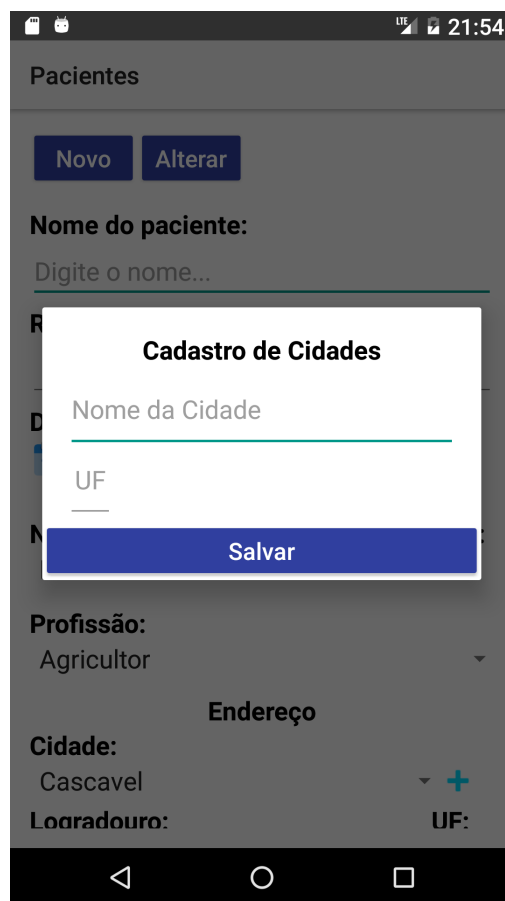 LTE 21:54
Pacientes
Novo Alterar
Nome do paciente:
Digite o nome...
R
Cadastro de Cidades
Nome da Cidade
D
UF
N :
Salvar
Profissão:
Agricultor
Endereço
Cidade:
Cascavel +
Logradouro: UF: